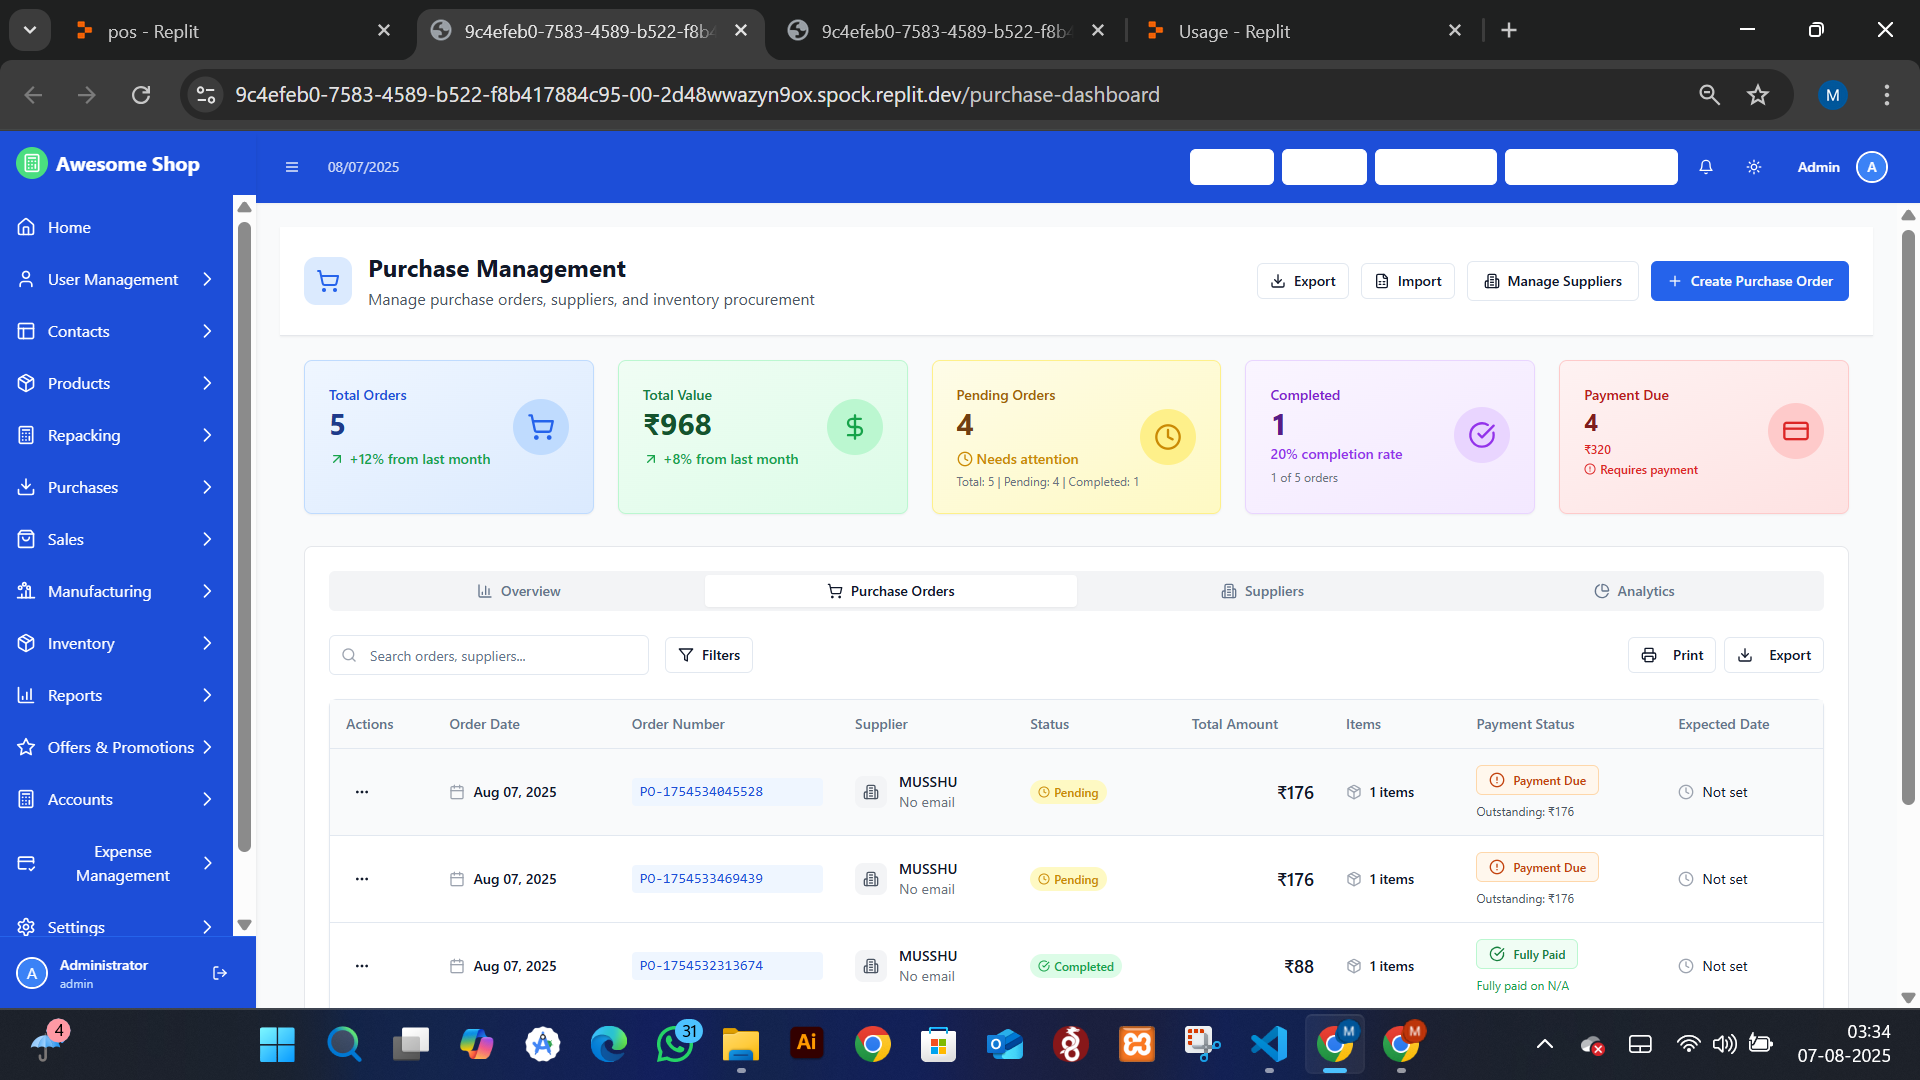 pos - Replit
9c4efeb0-7583-4589-b522-f8b4
9c4efeb0-7583-4589-b522-f8b4
Usage - Replit
9c4efeb0-7583-4589-b522-f8b417884c95-00-2d48wwazyn9ox.spock.replit.dev/purchase-dashboard
M
Awesome Shop
08/07/2025
Admin
A
Home
User Management
Contacts
Products
Repacking
Purchases
Sales
Manufacturing
Inventory
Reports
Offers & Promotions
Accounts
Expense
Management
Settings
A
Administrator
admin
Purchase Management
Manage purchase orders, suppliers, and inventory procurement
Export
Import
Manage Suppliers
Create Purchase Order
Total Orders
5
+12% from last month
Total Value
₹968
+8% from last month
Pending Orders
4
Needs attention
Total: 5 | Pending: 4 | Completed: 1
Completed
1
20% completion rate
1 of 5 orders
Payment Due
4
₹320
Requires payment
Overview
Purchase Orders
Suppliers
Analytics
Search orders, suppliers...
Filters
Print
Export
Actions Order Date Order Number Supplier Status Total Amount Items Payment Status Expected Date
Aug 07, 2025 PO-1754534045528 MUSSHU Pending ₹176 1 items Payment Due Not set
No email Outstanding: ₹176
Aug 07, 2025 PO-1754533469439 MUSSHU Pending ₹176 1 items Payment Due Not set
No email Outstanding: ₹176
Aug 07, 2025 PO-1754532313674 MUSSHU Completed ₹88 1 items Fully Paid Not set
No email Fully paid on N/A
4
31
Ai
M
M
03:34
07-08-2025